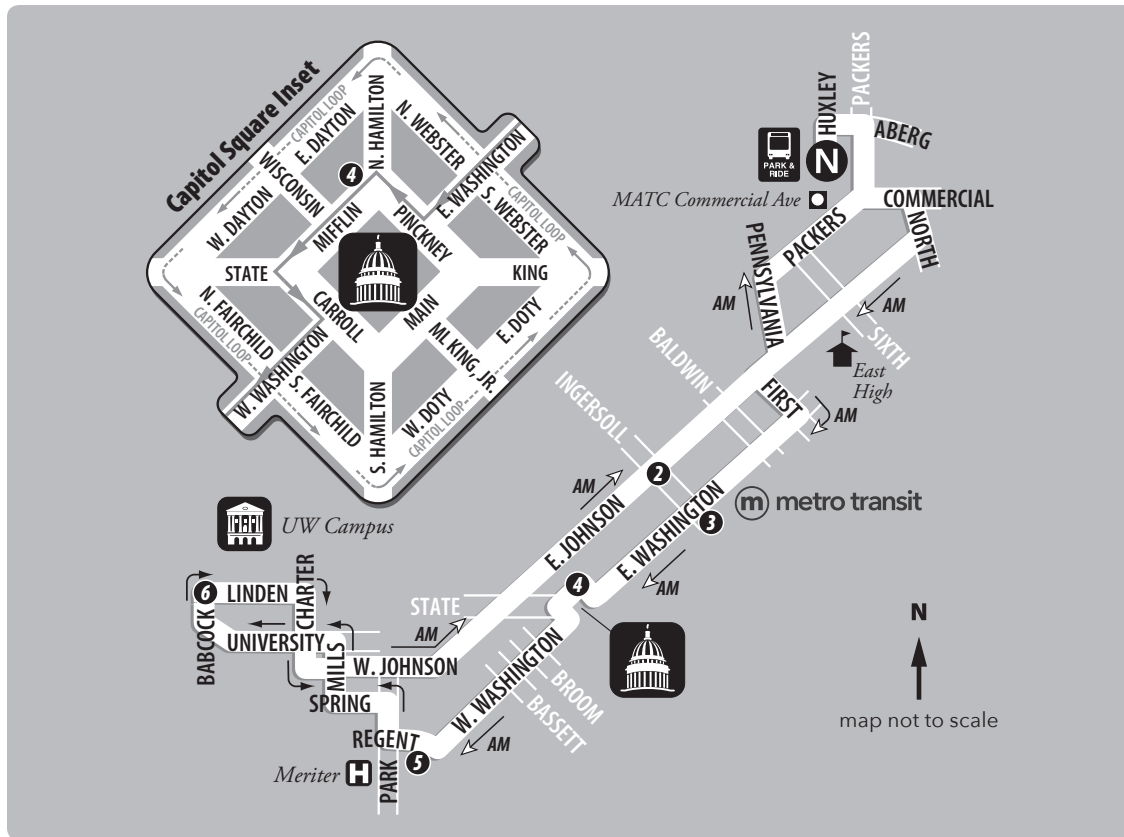 Capitol Square Inset
CAPITOL LOOP
E. DAYTON
N. HAMILTON
N. WEBSTER
E. WASHINGTON
WISCONSIN
4
W. DAYTON
MIFFLIN
PINCKNEY
S. WEBSTER
CAPITOL LOOP
STATE
KING
N. FAIRCHILD
CARROLL
MAIN
E. DOTY
CAPITOL LOOP
ML KING, JR.
W. WASHINGTON
S. FAIRCHILD
S. HAMILTON
W. DOTY
CAPITOL LOOP
PACKERS
HUXLEY
ABERG
PARK &
RIDE
N
MATC Commercial Ave
COMMERCIAL
NORTH
PACKERS
PENNSYLVANIA
AM
AM
SIXTH
East
High
BALDWIN
FIRST
AM
INGERSOLL
2
AM
E. JOHNSON
E. WASHINGTON
3
m metro transit
AM
4
UW Campus
CHARTER
6
LINDEN
STATE
AM
BABCOCK
UNIVERSITY
MILLS
W. JOHNSON
SPRING
W. WASHINGTON
BROOM
BASSETT
AM
REGENT
5
Meriter H
PARK
N
map not to scale